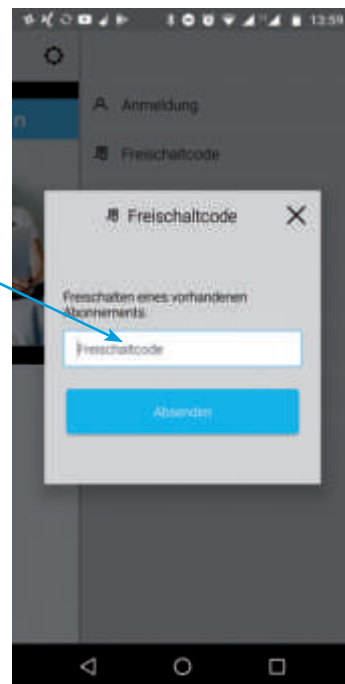 13:59
n
Anmeldung
Freischaltcode
Freischaltcode
Freischalten eines vorhandenen
Abonnements
Freischaltcode
Absenden